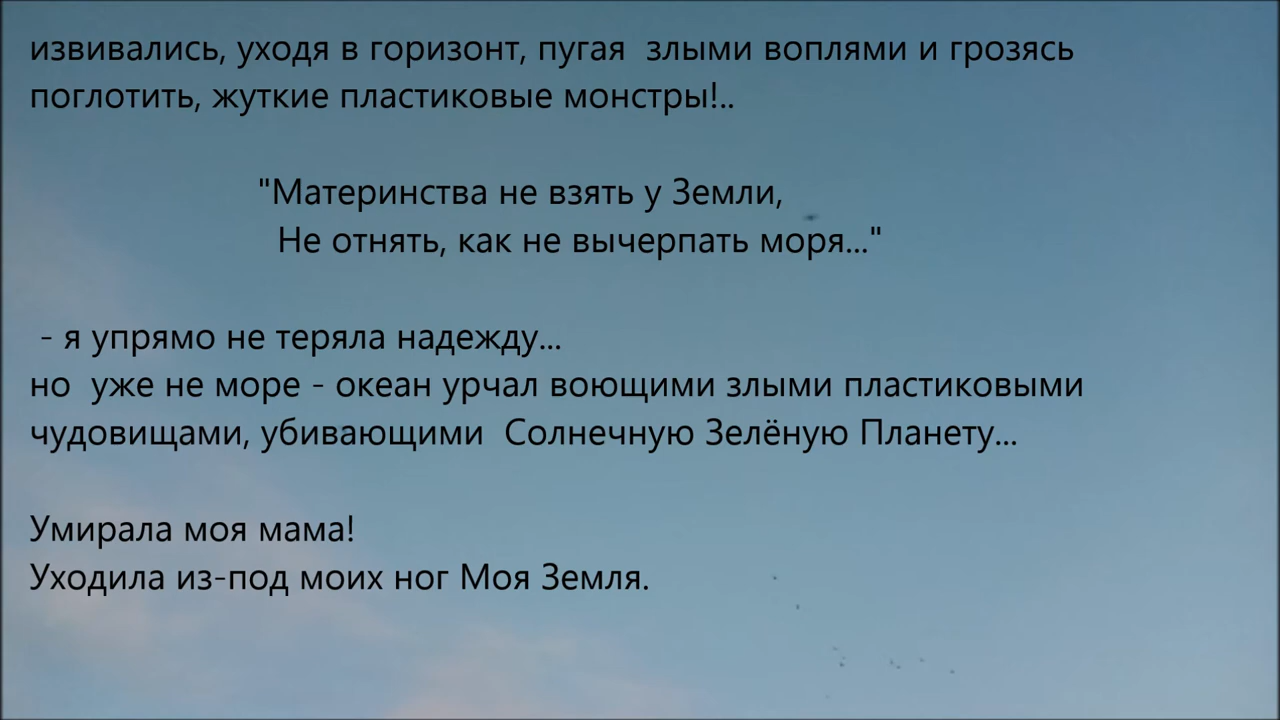 извивались, уходя в горизонт, пугая  злыми воплями и грозясь
поглотить, жуткие пластиковые монстры!..
"Материнства не взять у Земли,
Не отнять, как не вычерпать моря..."
- я упрямо не теряла надежду...
но  уже не море - океан урчал воющими злыми пластиковыми
чудовищами, убивающими  Солнечную Зелёную Планету...
Умирала моя мама!
Уходила из-под моих ног Моя Земля.